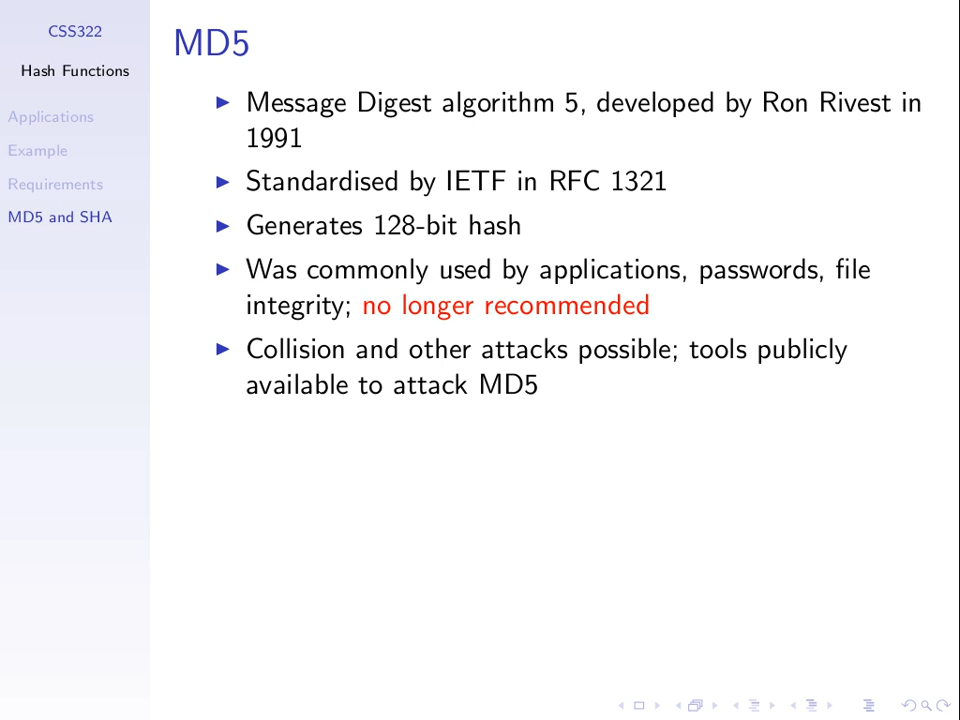 CSS322
Hash Functions
Applications
Example
Requirements
MD5 and SHA
MD5
Message Digest algorithm 5, developed by Ron Rivest in
1991
Standardised by IETF in RFC 1321
Generates 128-bit hash
Was commonly used by applications, passwords, file
integrity; no longer recommended
Collision and other attacks possible; tools publicly
available to attack MD5